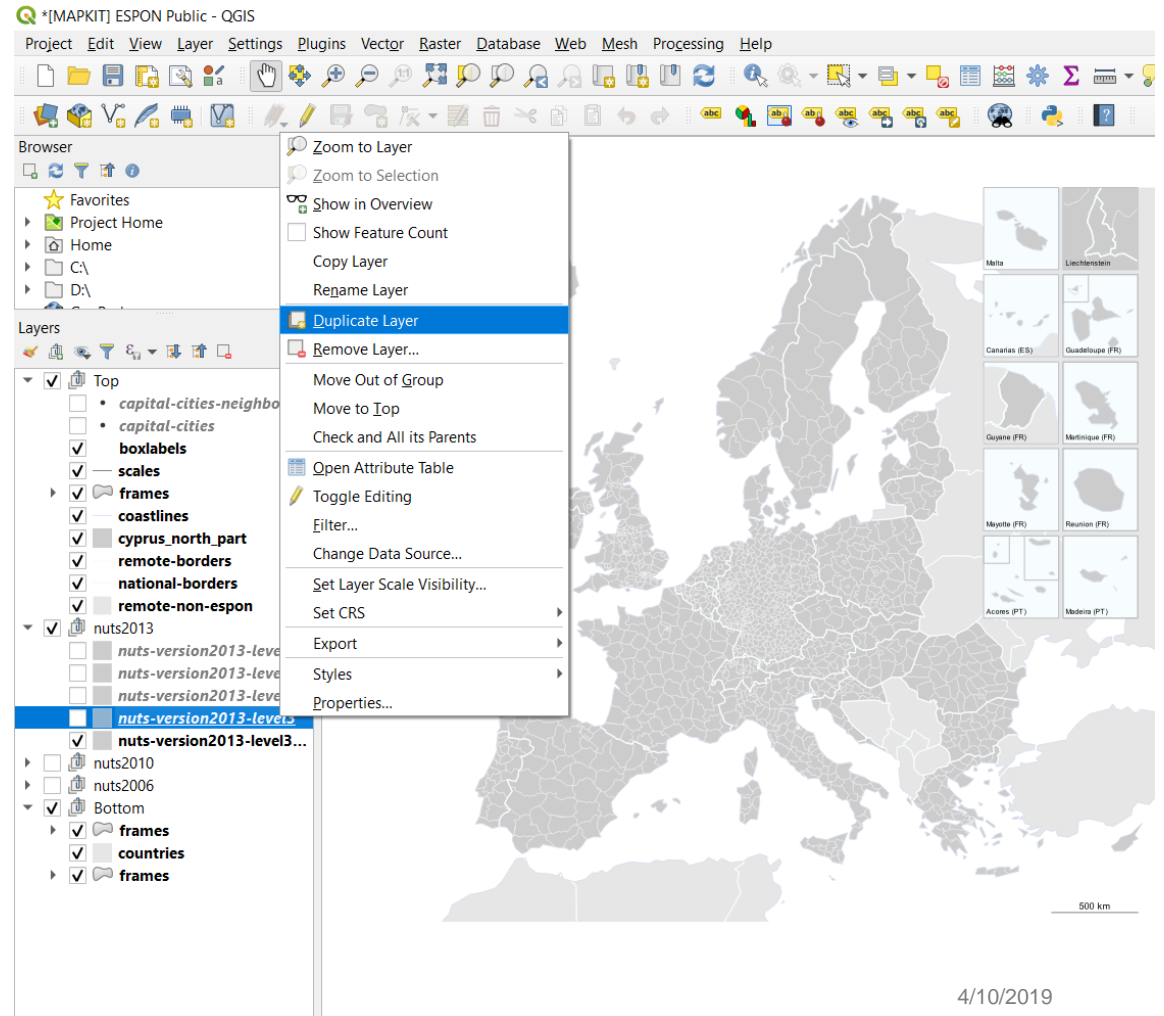 *[MAPKIT] ESPON Public - QGIS
Project Edit View Layer Settings Plugins Vector Raster Database Web Mesh Processing Help
Browser
Favorites
Project Home
Home
C:\
D:\
Layers
Top
capital-cities-neighbo
capital-cities
boxlabels
scales
frames
coastlines
cyprus_north_part
remote-borders
national-borders
remote-non-espon
nuts2013
nuts-version2013-leve
nuts-version2013-leve
nuts-version2013-leve
nuts-version2013-level3
nuts-version2013-level3...
nuts2010
nuts2006
Bottom
frames
countries
frames
Zoom to Layer
Zoom to Selection
Show in Overview
Show Feature Count
Copy Layer
Rename Layer
Duplicate Layer
Remove Layer...
Move Out of Group
Move to Top
Check and All its Parents
Open Attribute Table
Toggle Editing
Filter...
Change Data Source...
Set Layer Scale Visibility...
Set CRS
Export
Styles
Properties...
Malta
Liechtenstein
Canarias (ES)
Guadeloupe (FR)
Guyane (FR)
Martinique (FR)
Mayotte (FR)
Reunion (FR)
Acores (PT)
Madeira (PT)
500 km
4/10/2019